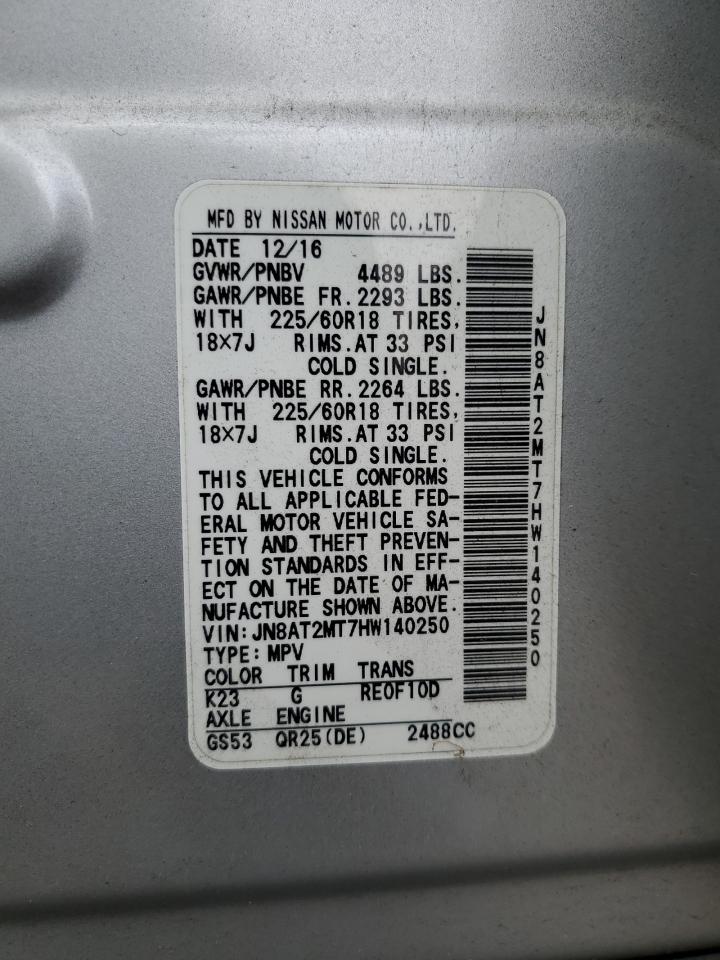 MFD BY NISSAN MOTOR CO.,LTD.
DATE 12/16
GVWR/PNBV 4489 LBS.
GAWR/PNBE FR.2293 LBS.
WITH 225/60R18 TIRES,
18×7J RIMS.AT 33 PSI
COLD SINGLE.
GAWR/PNBE RR.2264 LBS.
WITH 225/60R18 TIRES,
18×7J RIMS.AT 33 PSI
COLD SINGLE.
THIS VEHICLE CONFORMS
TO ALL APPLICABLE FED-
ERAL MOTOR VEHICLE SA-
FETY AND THEFT PREVEN-
TION STANDARDS IN EFF-
ECT ON THE DATE OF MA-
NUFACTURE SHOWN ABOVE.
VIN:JN8AT2MT7HW140250
TYPE:MPV
COLOR TRIM TRANS
K23 G RE0F10D
AXLE ENGINE
GS53 QR25(DE) 2488CC
JN8AT2MT7HW140250